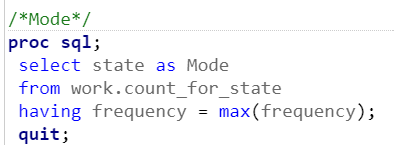 /*Mode*/
proc sql;
select state as Mode
from work.count_for_state
having frequency = max(frequency);
quit;